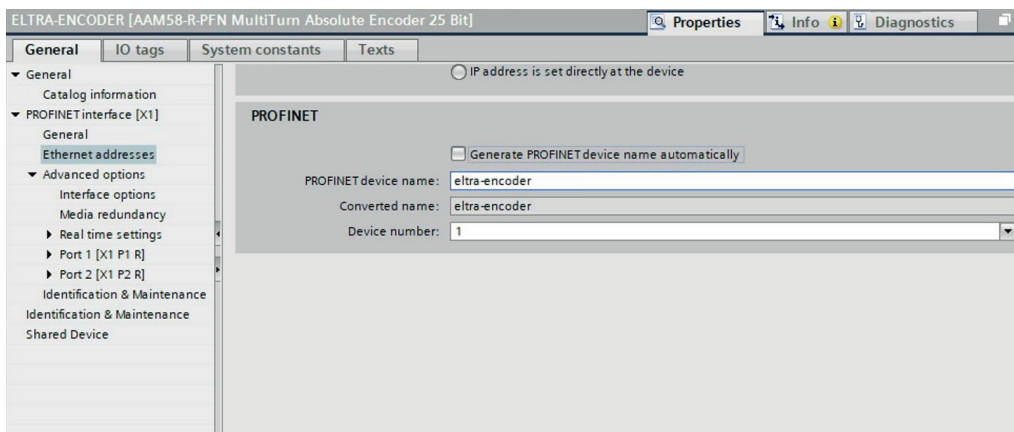 ELTRA-ENCODER [AAM58-R-PFN MultiTurn Absolute Encoder 25 Bit]
Properties
Info
Diagnostics
General
IO tags
System constants
Texts
General
Catalog information
PROFINET interface [X1]
General
Ethernet addresses
Advanced options
Interface options
Media redundancy
Real time settings
Port 1 [X1 P1 R]
Port 2 [X1 P2 R]
Identification & Maintenance
Identification & Maintenance
Shared Device
IP address is set directly at the device
PROFINET
Generate PROFINET device name automatically
PROFINET device name: eltra-encoder
Converted name: eltra-encoder
Device number: 1